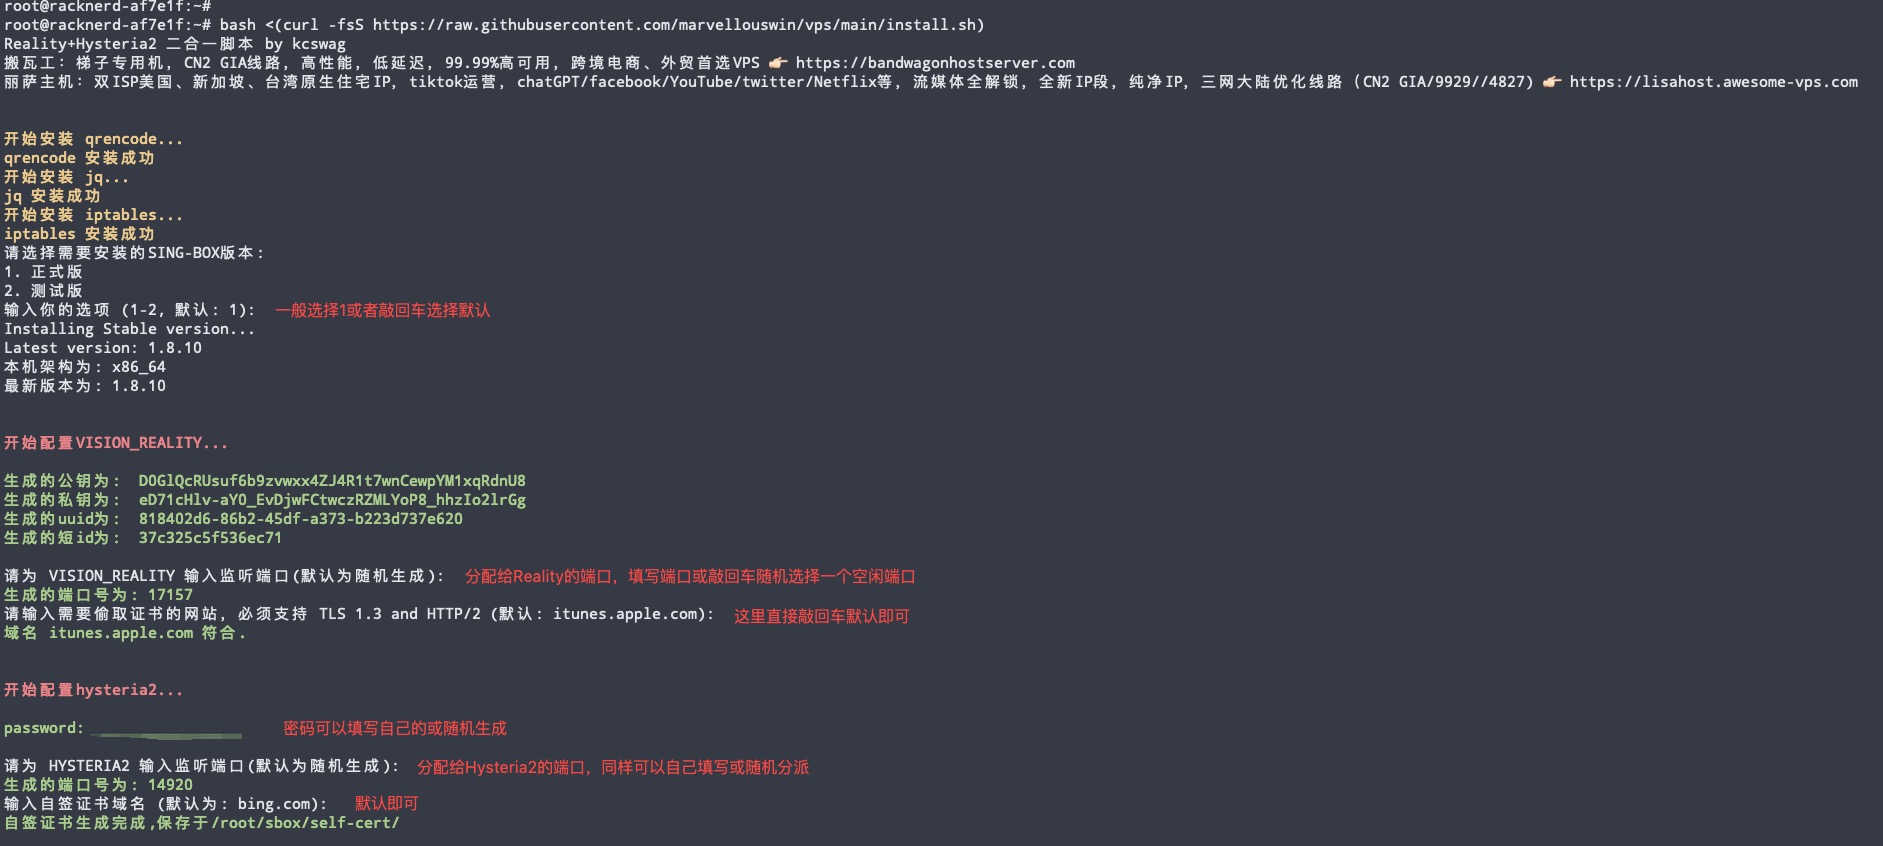 root@racknerd-af7e1f:~#
root@racknerd-af7e1f:~# bash <(curl -fsS https://raw.githubusercontent.com/marvellouswin/vps/main/install.sh)
Reality+Hysteria2 二合一脚本 by kcswag
搬瓦工: 梯子专用机, CN2 GIA线路, 高性能, 低延迟, 99.99%高可用, 跨境电商、外贸首选VPS 👉🏻 https://bandwagonhostserver.com
丽萨主机: 双ISP美国、新加坡、台湾原生住宅IP, tiktok运营, chatGPT/facebook/YouTube/twitter/Netflix等, 流媒体全解锁, 全新IP段, 纯净IP, 三网大陆优化线路 (CN2 GIA/9929//4827) 👉🏻 https://lisahost.awesome-vps.com
开始安装 qrencode...
qrencode 安装成功
开始安装 jq...
jq 安装成功
开始安装 iptables...
iptables 安装成功
请选择需要安装的SING-BOX版本:
1. 正式版
2. 测试版
输入你的选项 (1-2, 默认: 1): 一般选择1或者敲回车选择默认
Installing Stable version...
Latest version: 1.8.10
本机架构为: x86_64
最新版本为: 1.8.10
开始配置VISION_REALITY...
生成的公钥为: DOGlQcRUsuf6b9zvwxx4ZJ4R1t7wnCewpYM1xqRdnU8
生成的私钥为: eD71cHlv-aYO_EvDjwFCtwczRZMLYoP8_hhzIo2lrGg
生成的uuid为: 818402d6-86b2-45df-a373-b223d737e620
生成的短id为: 37c325c5f536ec71
请为 VISION_REALITY 输入监听端口(默认为随机生成): 分配给Reality的端口，填写端口或敲回车随机选择一个空闲端口
生成的端口号为: 17157
请输入需要偷取证书的网站, 必须支持 TLS 1.3 and HTTP/2 (默认: itunes.apple.com): 这里直接敲回车默认即可
域名 itunes.apple.com 符合.
开始配置hysteria2...
password: 密码可以填写自己的或随机生成
请为 HYSTERIA2 输入监听端口(默认为随机生成): 分配给Hysteria2的端口，同样可以自己填写或随机分派
生成的端口号为: 14920
输入自签证书域名 (默认为: bing.com): 默认即可
自签证书生成完成,保存于/root/sbox/self-cert/